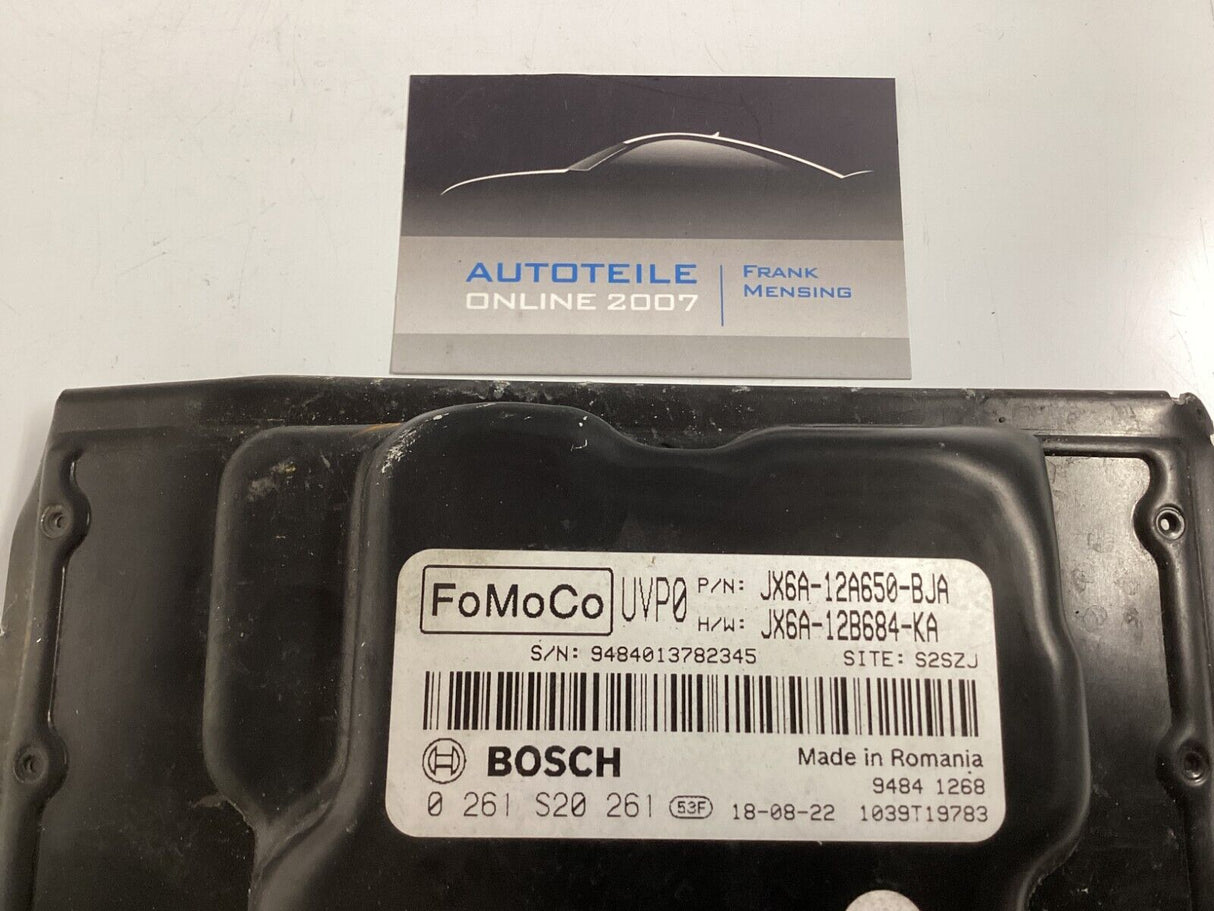 AUTOTEILE
ONLINE 2007
FRANK
MENSING
FoMoCo UVP0 P/N: JX6A-12A650-BJA
H/W: JX6A-12B684-KA
S/N: 9484013782345 SITE: S2SZJ
BOSCH Made in Romania
9484 1268
0 261 S20 261 53F 18-08-22 1039T19783